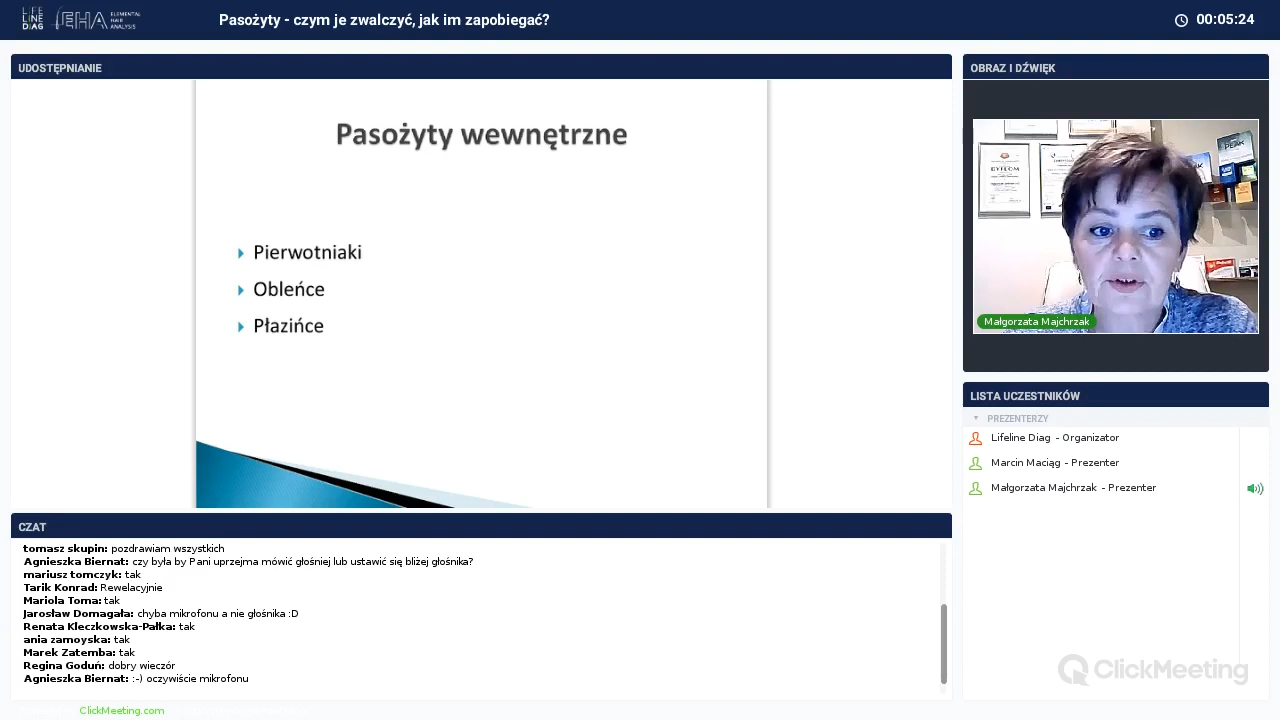 LIFE
LINE
DIAG
EHA
ELEMENTAL
HAIR
ANALYSIS
Pasożyty - czym je zwalczyć, jak im zapobiegać?
00:05:24
UDOSTĘPNIANIE
Pasożyty wewnętrzne
Pierwotniaki
Obleńce
Płazińce
OBRAZ I DŹWIĘK
DYPLOM
PEAK
Małgorzata Majchrzak
LISTA UCZESTNIKÓW
PREZENTERZY
Lifeline Diag - Organizator
Marcin Maciąg - Prezenter
Małgorzata Majchrzak - Prezenter
CZAT
tomasz skupin: pozdrawiam wszystkich
Agnieszka Biernat: czy była by Pani uprzejma mówić głośniej lub ustawić się bliżej głośnika?
mariusz tomczyk: tak
Tarik Konrad: Rewelacyjnie
Mariola Toma: tak
Jarosław Domagała: chyba mikrofonu a nie głośnika :D
Renata Kleczkowska-Pałka: tak
ania zamoyska: tak
Marek Zatemba: tak
Regina Goduń: dobry wieczór
Agnieszka Biernat: :-) oczywiście mikrofonu
ClickMeeting
ClickMeeting.com